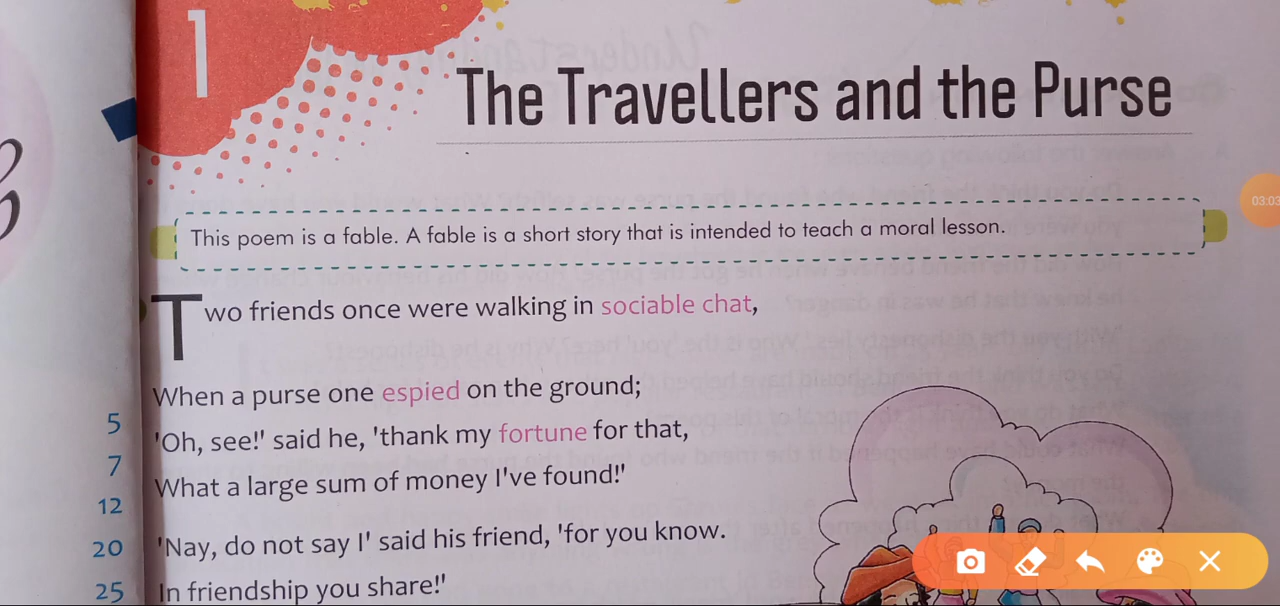 1
The Travellers and the Purse
This poem is a fable. A fable is a short story that is intended to teach a moral lesson.
Two friends once were walking in sociable chat,
When a purse one espied on the ground;
'Oh, see!' said he, 'thank my fortune for that,
What a large sum of money I've found!'
'Nay, do not say I' said his friend, 'for you know.
In friendship you share!'
5
7
12
20
25
03:03